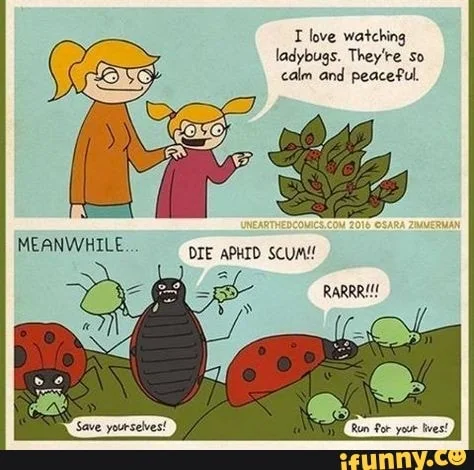 I love watching
ladybugs. They're so
calm and peaceful.
UNEARTHEDCOMICS.COM 2016 ©SARA ZIMMERMAN
MEANWHILE...
DIE APHID SCUM!!
RARRR!!!
Save yourselves!
Run for your lives!
ifunny.co